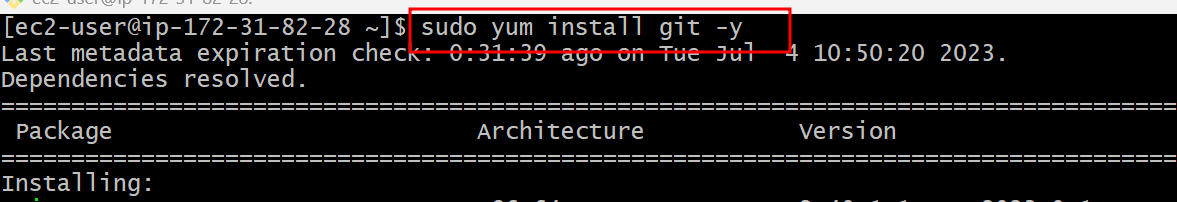 [ec2-user@ip-172-31-82-28 ~]$ sudo yum install git -y
Last metadata expiration check: 0:31:39 ago on Tue Jul  4 10:50:20 2023.
Dependencies resolved.
================================================================================
Package Architecture Version
================================================================================
Installing: